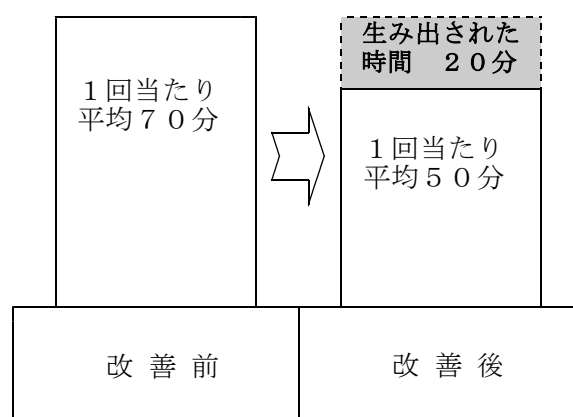 １回当たり
平均７０分
生み出された
時間　２０分
１回当たり
平均５０分
改 善 前
改 善 後